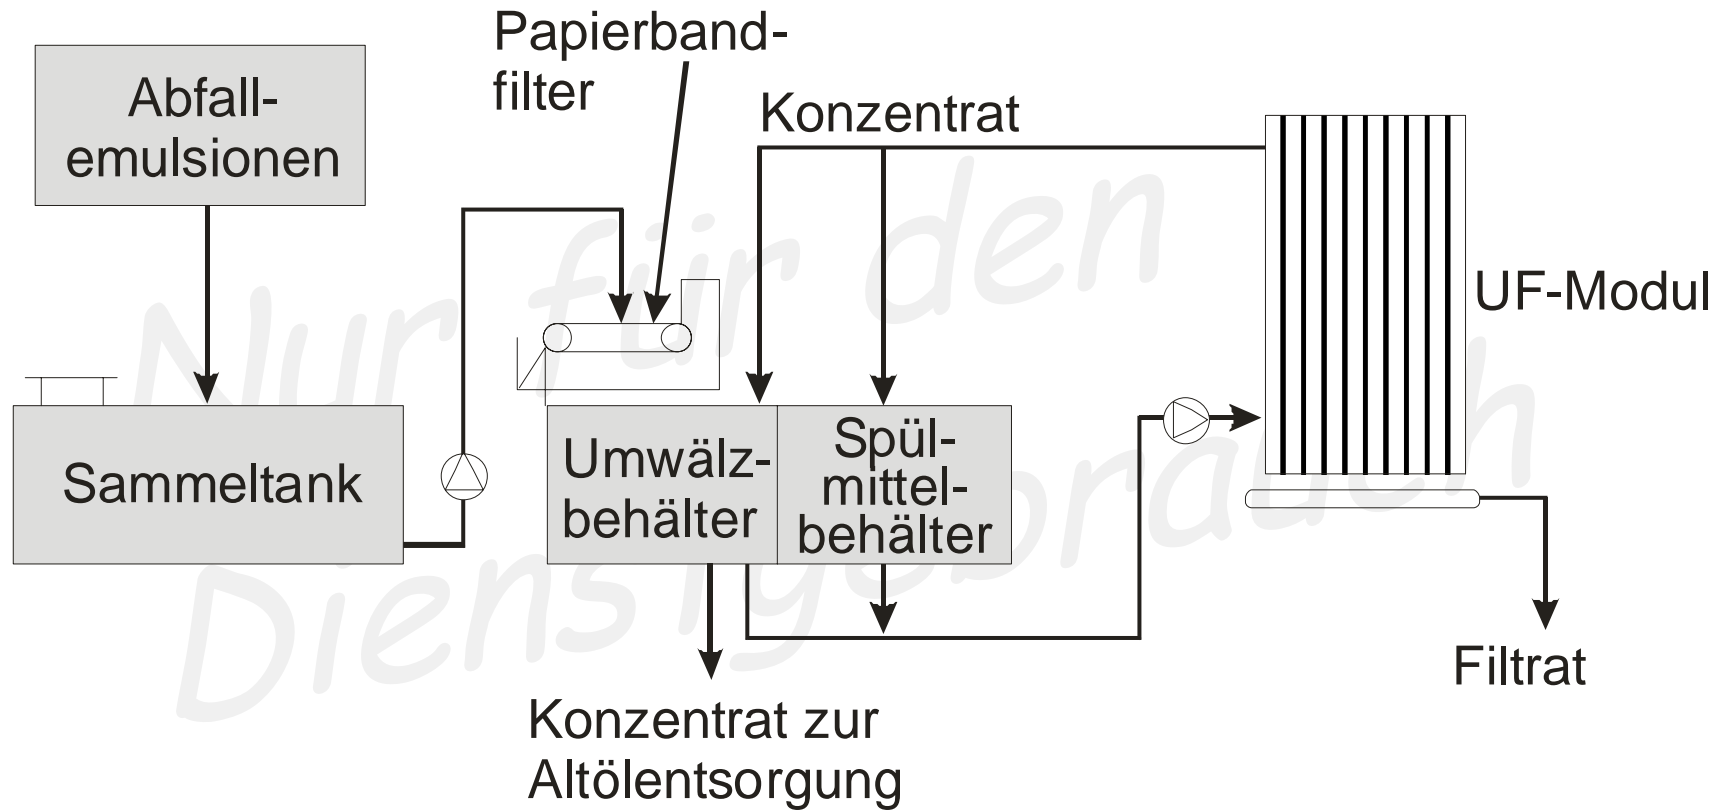 Papierband-
filter
Abfall-
emulsionen
Konzentrat
UF-Modul
Sammeltank
Umwälz-
behälter
Spül-
mittel-
behälter
Filtrat
Konzentrat zur
Altölentsorgung
Nur für den
Dienstgebrauch